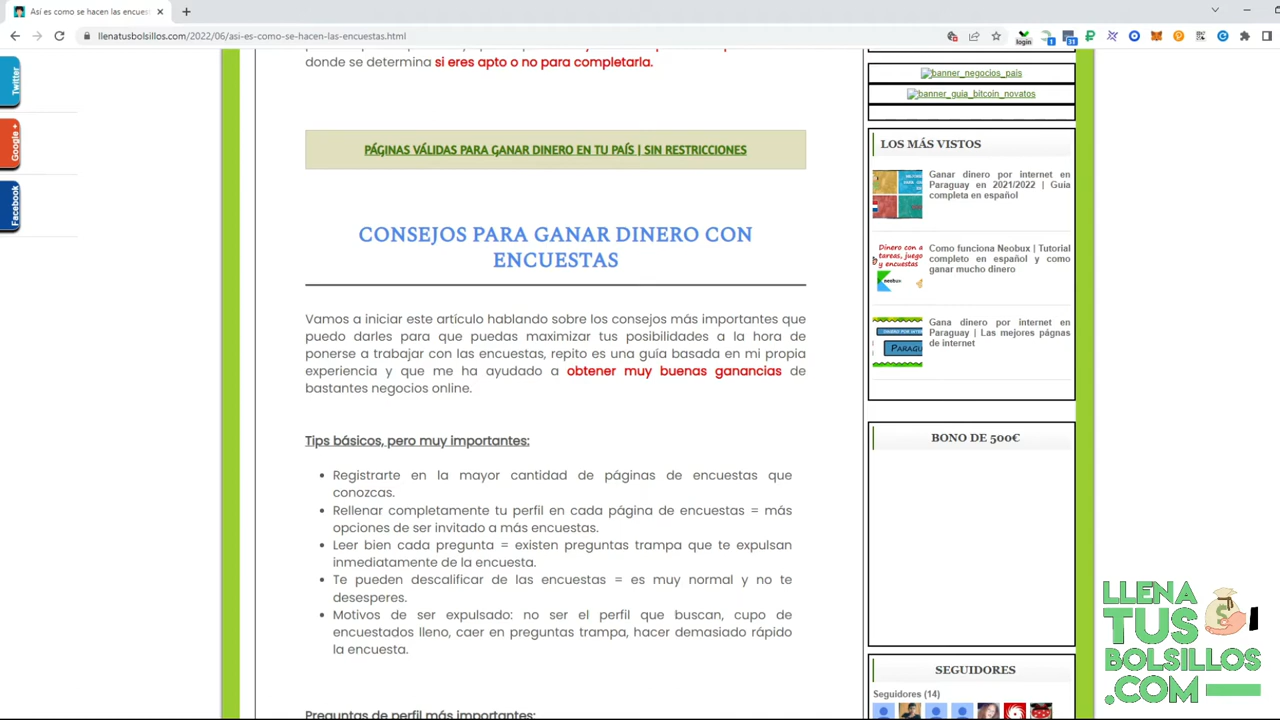 Así es como se hacen las encues
llenatusbolsillos.com/2022/06/asi-es-como-se-hacen-las-encuestas.html
login
1
31
Twitter
Google +
Facebook
donde se determina si eres apto o no para completarla.
PÁGINAS VÁLIDAS PARA GANAR DINERO EN TU PAÍS | SIN RESTRICCIONES
CONSEJOS PARA GANAR DINERO CON
ENCUESTAS
Vamos a iniciar este artículo hablando sobre los consejos más importantes que
puedo darles para que puedas maximizar tus posibilidades a la hora de
ponerse a trabajar con las encuestas, repito es una guía basada en mi propia
experiencia y que me ha ayudado a obtener muy buenas ganancias de
bastantes negocios online.
Tips básicos, pero muy importantes:
• Registrarte en la mayor cantidad de páginas de encuestas que
conozcas.
• Rellenar completamente tu perfil en cada página de encuestas = más
opciones de ser invitado a más encuestas.
• Leer bien cada pregunta = existen preguntas trampa que te expulsan
inmediatamente de la encuesta.
• Te pueden descalificar de las encuestas = es muy normal y no te
desesperes.
• Motivos de ser expulsado: no ser el perfil que buscan, cupo de
encuestados lleno, caer en preguntas trampa, hacer demasiado rápido
la encuesta.
Preguntas de perfil más importantes:
banner_negocios_pais
banner_guia_bitcoin_novatos
LOS MÁS VISTOS
Ganar dinero por internet en
Paraguay en 2021/2022 | Guia
completa en español
Dinero con
tareas, juego
y encuestas
neobux
Como funciona Neobux | Tutorial
completo en español y como
ganar mucho dinero
Gana dinero por internet en
Paraguay | Las mejores págnas
de internet
BONO DE 500€
SEGUIDORES
Seguidores (14)
LLENA
TUS
BOLSILLOS
.COM